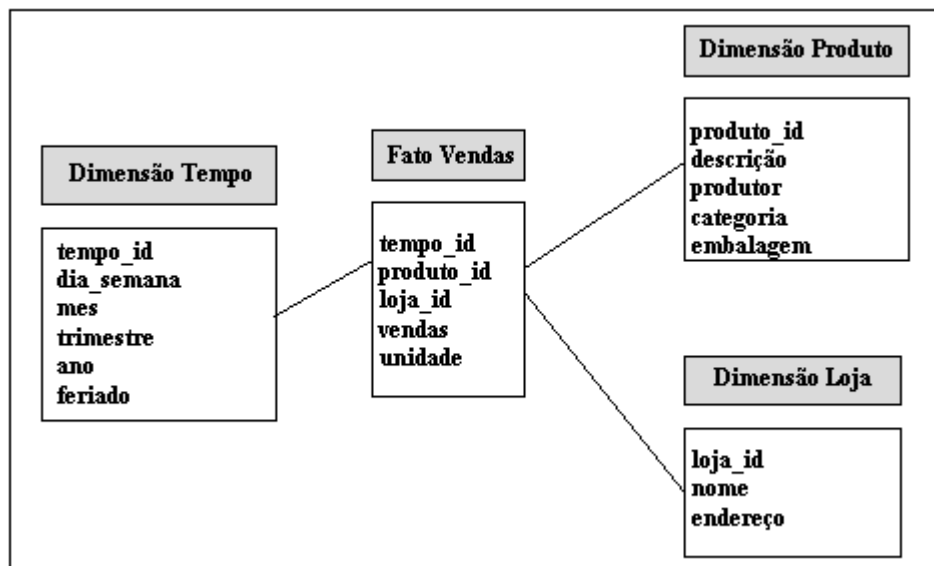 Dimensão Tempo
tempo_id
dia_semana
mes
trimestre
ano
feriado
Fato Vendas
tempo_id
produto_id
loja_id
vendas
unidade
Dimensão Produto
produto_id
descrição
produtor
categoria
embalagem
Dimensão Loja
loja_id
nome
endereço